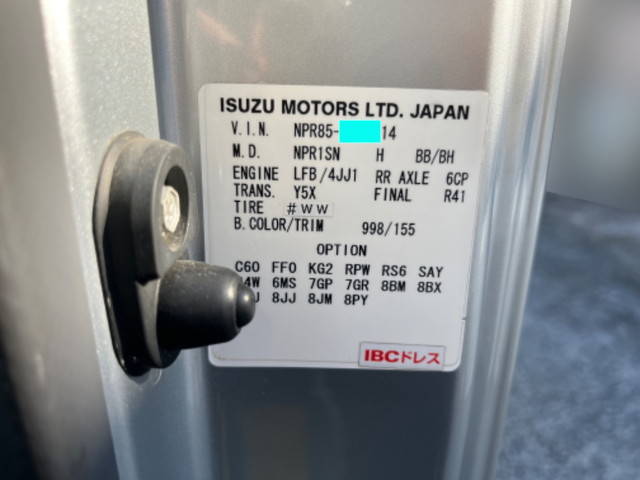 ISUZU MOTORS LTD. JAPAN
V.I.N. NPR85- 14
M.D. NPR1SN H BB/BH
ENGINE LFB/4JJ1 RR AXLE 6CP
TRANS. Y5X FINAL R41
TIRE #WW
B.COLOR/TRIM 998/155
OPTION
C60 FF0 KG2 RPW RS6 SAY
6MS 7GP 7GR 8BM 8BX
8JJ 8JM 8PY
IBCドレス